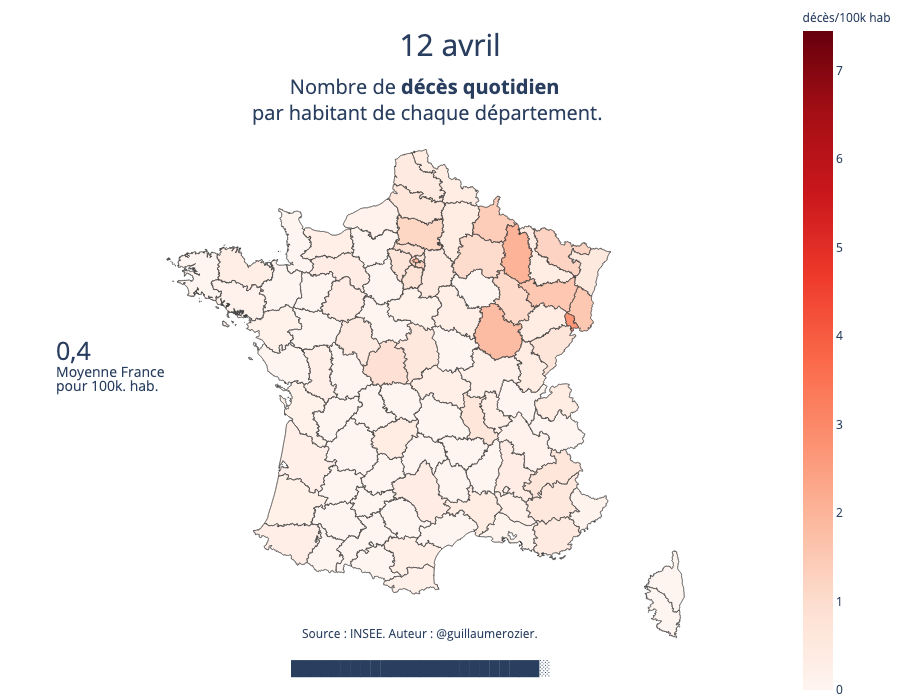 12 avril
Nombre de décès quotidien
par habitant de chaque département.
décès/100k hab
7
6
5
4
3
2
1
0
0,4
Moyenne France
pour 100k. hab.
Source : INSEE. Auteur : @guillaumerozier.